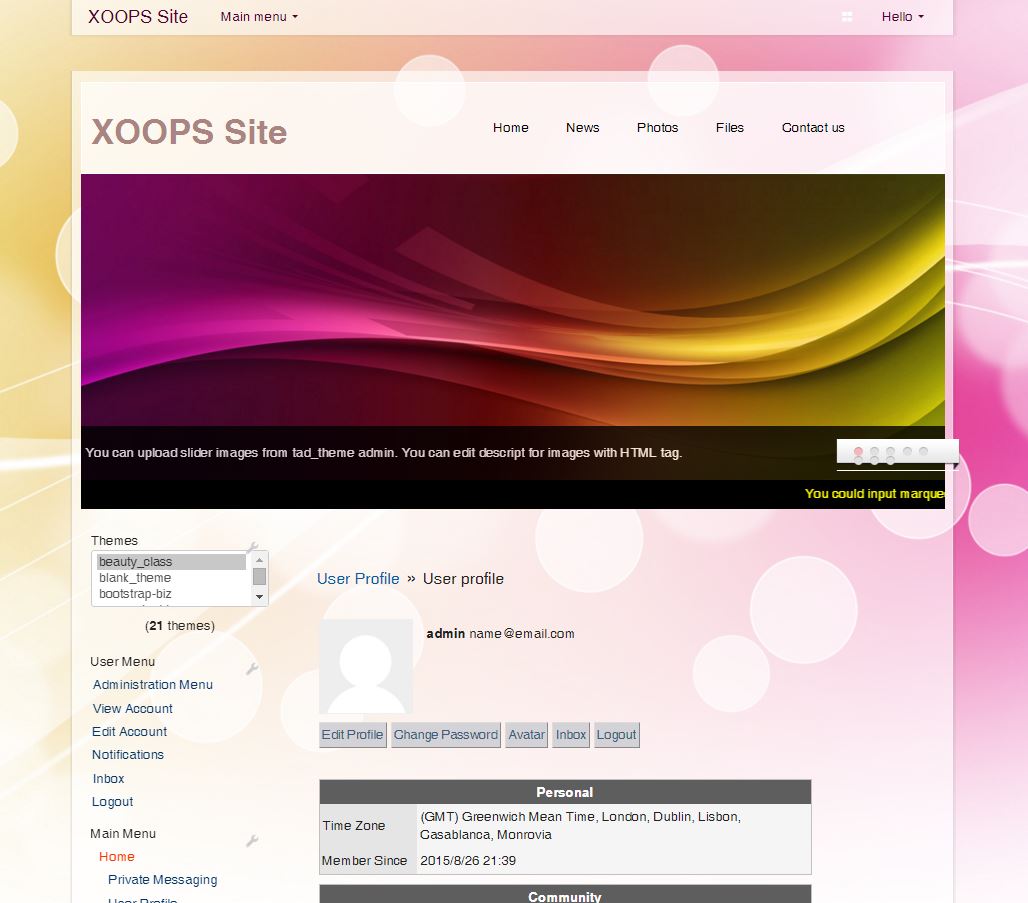 XOOPS Site Main menu Hello
XOOPS Site
Home News Photos Files Contact us
You can upload slider images from tad_theme admin. You can edit descript for images with HTML tag.
You could input marque
Themes
beauty_class
blank_theme
bootstrap-biz
(21 themes)
User Menu
Administration Menu
View Account
Edit Account
Notifications
Inbox
Logout
Main Menu
Home
Private Messaging
User Profile
User Profile » User profile
admin name@email.com
Edit Profile Change Password Avatar Inbox Logout
Personal
Time Zone (GMT) Greenwich Mean Time, London, Dublin, Lisbon,
Casablanca, Monrovia
Member Since 2015/8/26 21:39
Community